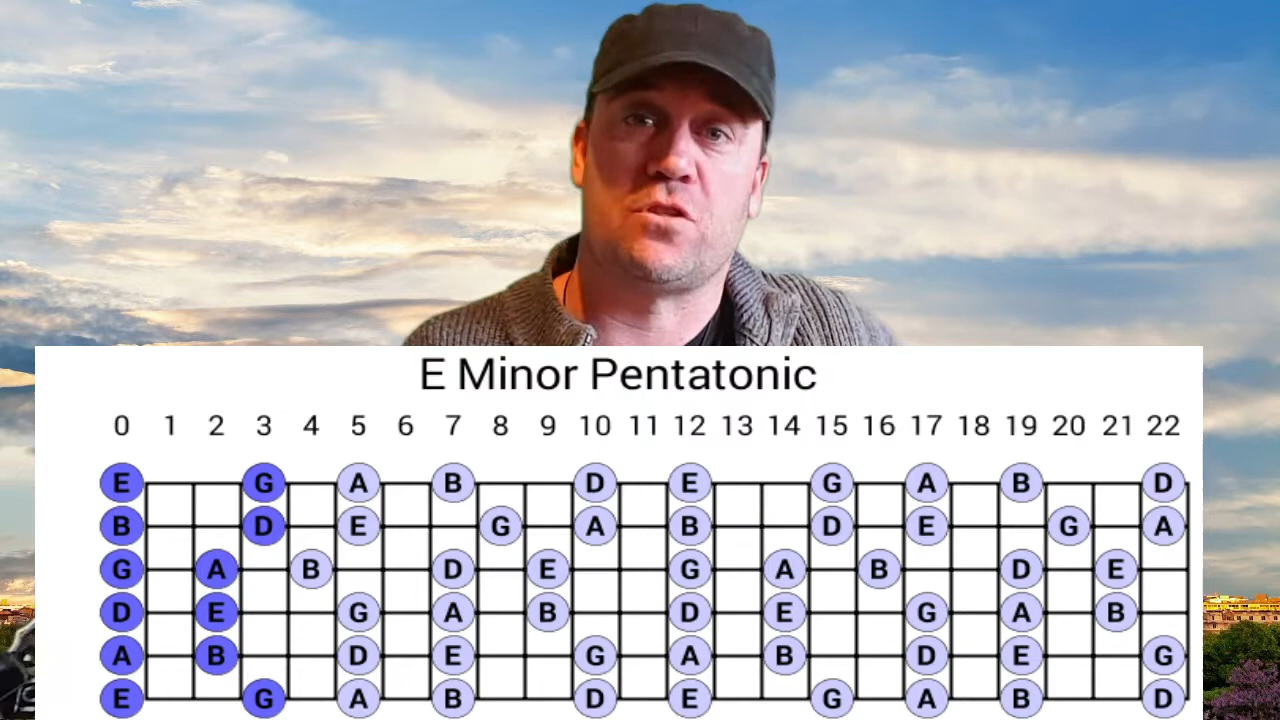 E Minor Pentatonic
0 1 2 3 4 5 6 7 8 9 10 11 12 13 14 15 16 17 18 19 20 21 22
E G A B D E G A B D
B D E G A B D E G A
G A B D E G A B D E
D E G A B D E G A B
A B D E G A B D E G
E G A B D E G A B D